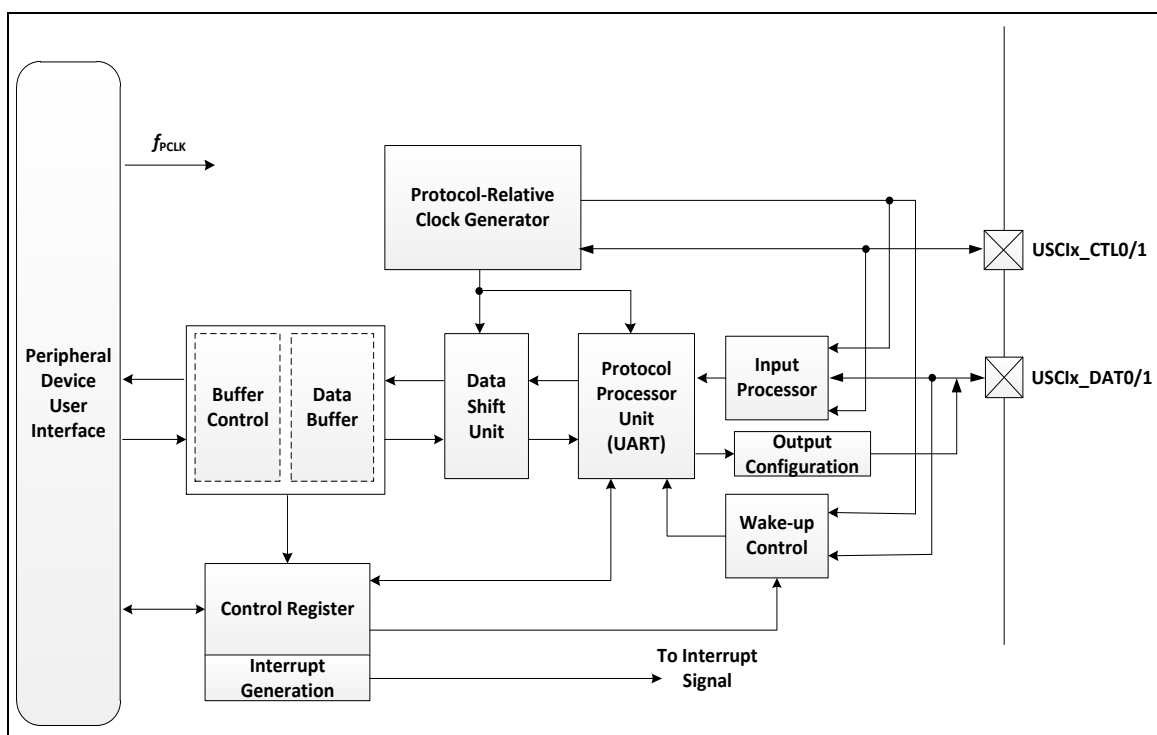 fPCLK
Protocol-Relative
Clock Generator
USCIx_CTL0/1
Peripheral
Device
User
Interface
Buffer
Control
Data
Buffer
Data
Shift
Unit
Protocol
Processor
Unit
(UART)
Input
Processor
USCIx_DAT0/1
Output
Configuration
Wake-up
Control
Control Register
Interrupt
Generation
To Interrupt
Signal